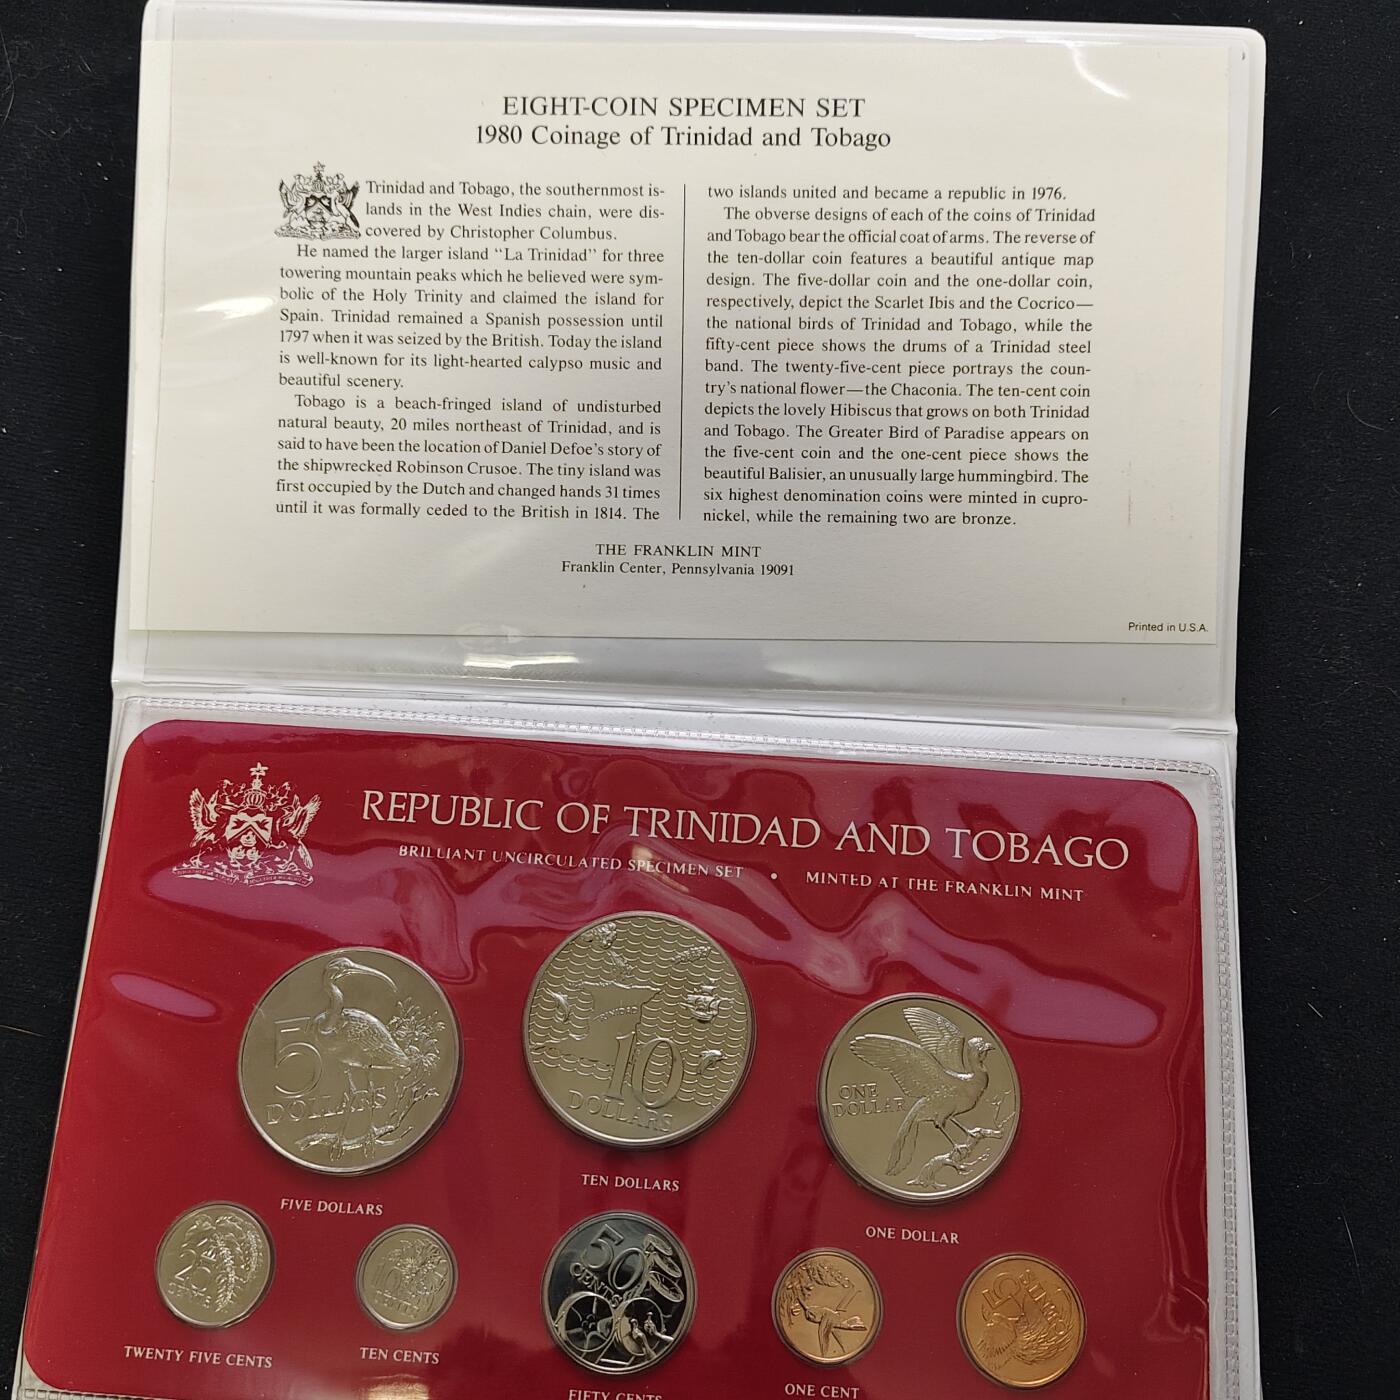 EIGHT-COIN SPECIMEN SET
1980 Coinage of Trinidad and Tobago
Trinidad and Tobago, the southernmost is-
lands in the West Indies chain, were dis-
covered by Christopher Columbus.
He named the larger island "La Trinidad" for three
towering mountain peaks which he believed were sym-
bolic of the Holy Trinity and claimed the island for
Spain. Trinidad remained a Spanish possession until
1797 when it was seized by the British. Today the island
is well-known for its light-hearted calypso music and
beautiful scenery.
Tobago is a beach-fringed island of undisturbed
natural beauty, 20 miles northeast of Trinidad, and is
said to have been the location of Daniel Defoe's story of
the shipwrecked Robinson Crusoe. The tiny island was
first occupied by the Dutch and changed hands 31 times
until it was formally ceded to the British in 1814. The
two islands united and became a republic in 1976.
The obverse designs of each of the coins of Trinidad
and Tobago bear the official coat of arms. The reverse of
the ten-dollar coin features a beautiful antique map
design. The five-dollar coin and the one-dollar coin,
respectively, depict the Scarlet Ibis and the Cocrico—
the national birds of Trinidad and Tobago, while the
fifty-cent piece shows the drums of a Trinidad steel
band. The twenty-five-cent piece portrays the coun-
try's national flower—the Chaconia. The ten-cent coin
depicts the lovely Hibiscus that grows on both Trinidad
and Tobago. The Greater Bird of Paradise appears on
the five-cent coin and the one-cent piece shows the
beautiful Balisier, an unusually large hummingbird. The
six highest denomination coins were minted in cupro-
nickel, while the remaining two are bronze.
THE FRANKLIN MINT
Franklin Center, Pennsylvania 19091
Printed in U.S.A.
REPUBLIC OF TRINIDAD AND TOBAGO
BRILLIANT UNCIRCULATED SPECIMEN SET • MINTED AT THE FRANKLIN MINT
5
DOLLARS
TRINIDAD
10
DOLLARS
ONE
DOLLAR
FIVE DOLLARS
TEN DOLLARS
ONE DOLLAR
25
CENTS
10
50
CENTS
1
5
CENTS
TWENTY FIVE CENTS
TEN CENTS
FIFTY CENTS
ONE CENT